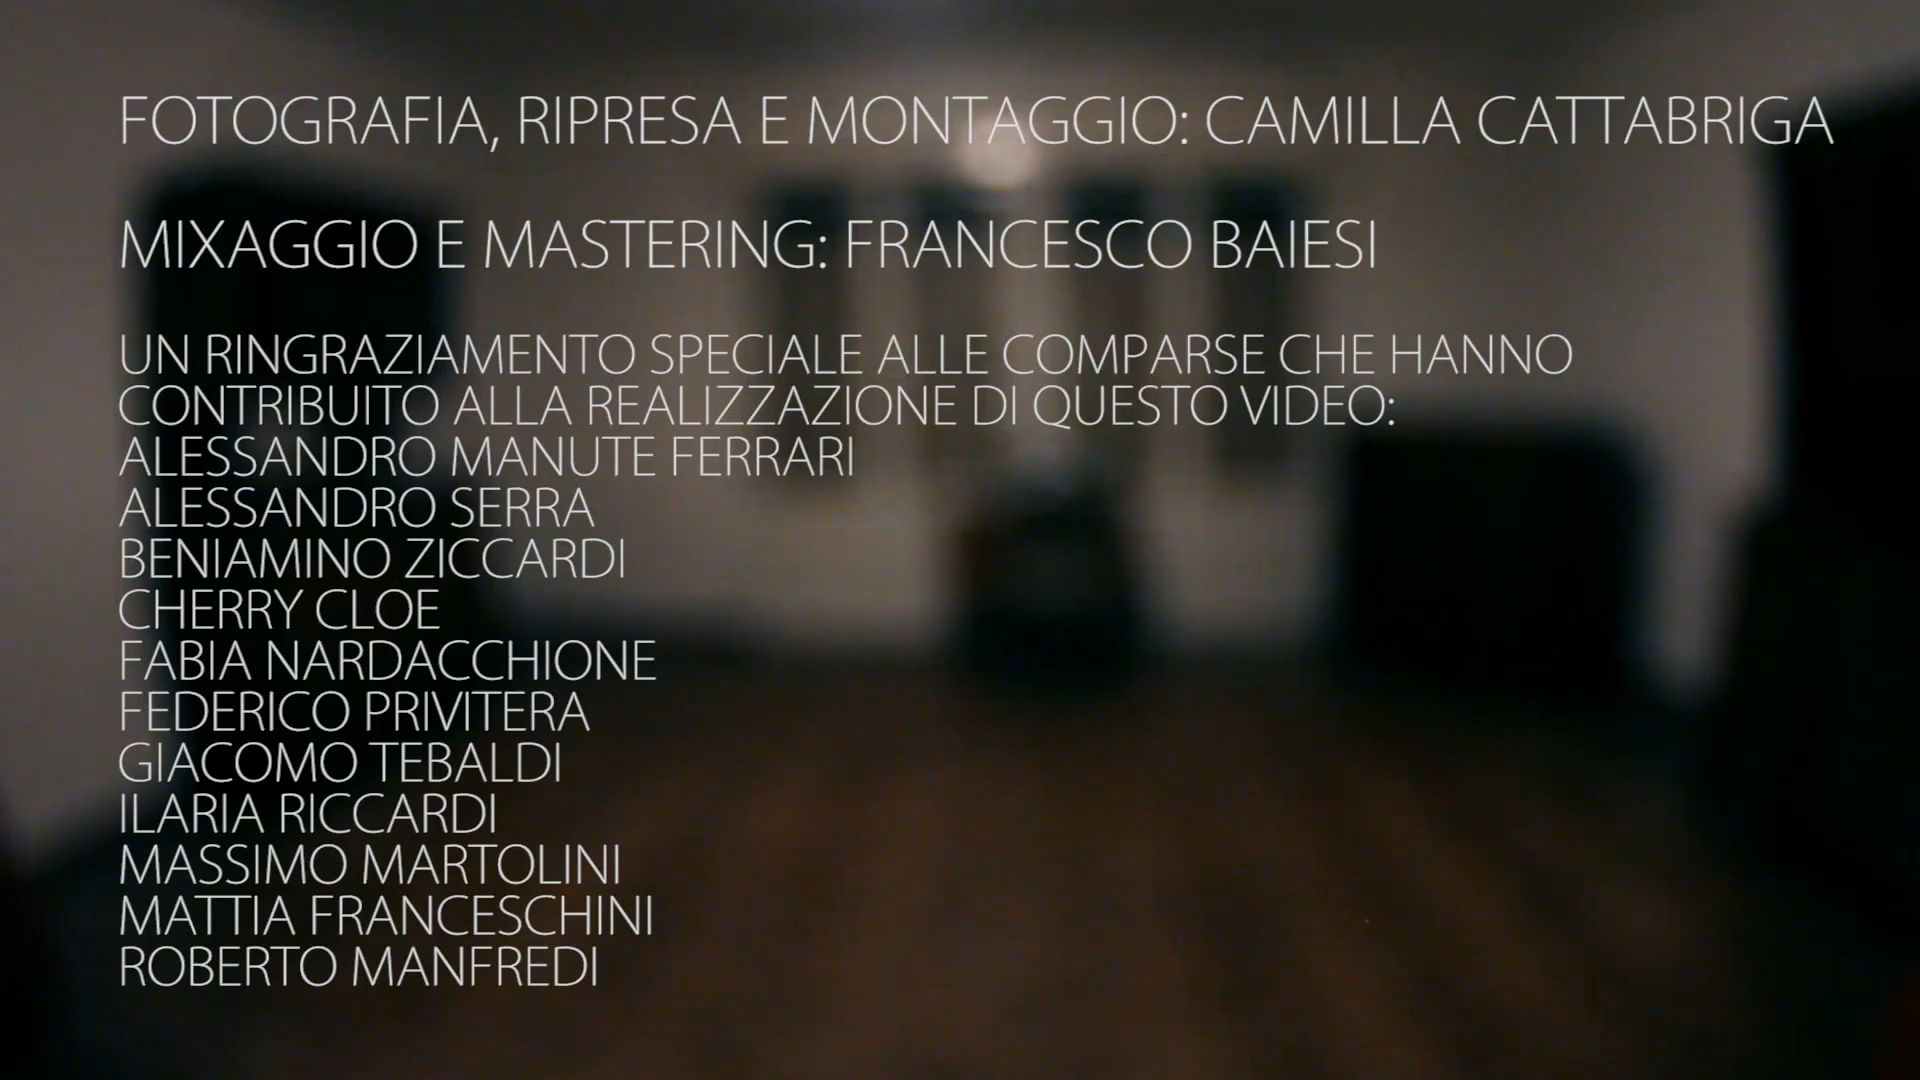 FOTOGRAFIA, RIPRESA E MONTAGGIO: CAMILLA CATTABRIGA
MIXAGGIO E MASTERING: FRANCESCO BAIESI
UN RINGRAZIAMENTO SPECIALE ALLE COMPARSE CHE HANNO
CONTRIBUITO ALLA REALIZZAZIONE DI QUESTO VIDEO:
ALESSANDRO MANUTE FERRARI
ALESSANDRO SERRA
BENIAMINO ZICCARDI
CHERRY CLOE
FABIA NARDACCHIONE
FEDERICO PRIVITERA
GIACOMO TEBALDI
ILARIA RICCARDI
MASSIMO MARTOLINI
MATTIA FRANCESCHINI
ROBERTO MANFREDI